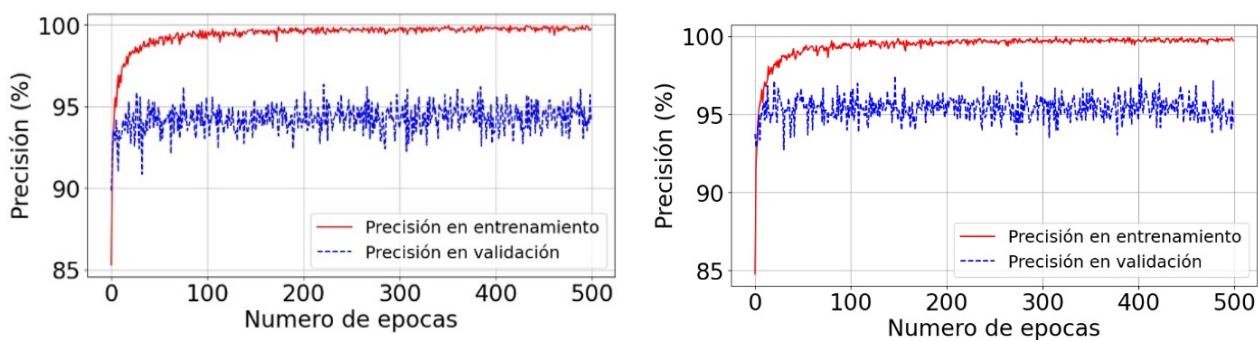 100
95
90
85
Precisión (%)
Precisión en entrenamiento
Precisión en validación
0 100 200 300 400 500
Numero de epocas
100
95
90
85
Precisión (%)
Precisión en entrenamiento
Precisión en validación
0 100 200 300 400 500
Numero de epocas